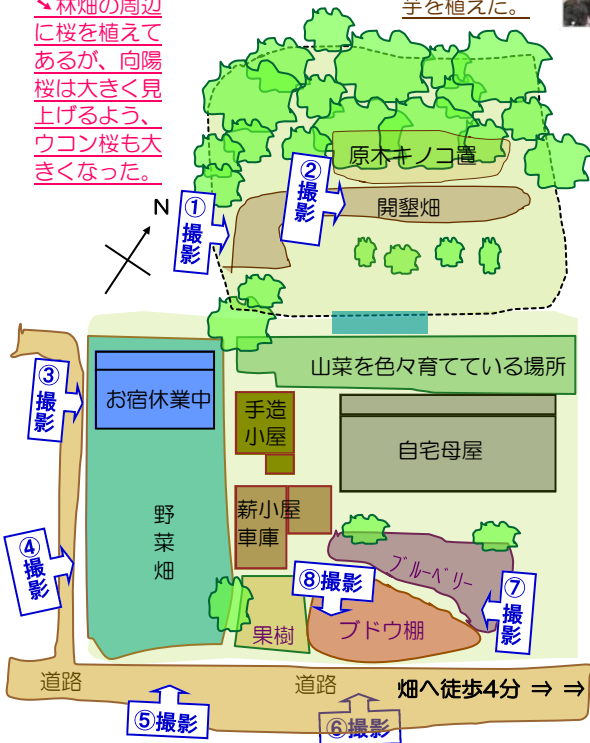 ↘林畑の周辺
に桜を植えて
あるが、向陽
桜は大きく見
上げるよう、
ウコン桜も大
きくなった。
芋を植えた。
原木キノコ置
②
撮影
①
撮影
開墾畑
N
山菜を色々育てている場所
③
撮影
お宿休業中
手造
小屋
自宅母屋
薪小屋
車庫
野
菜
畑
④
撮影
ブルーベリー
⑧撮影
⑦
撮影
果樹
ブドウ棚
道路
道路
畑へ徒歩4分 ⇒ ⇒
⑤撮影
⑥撮影